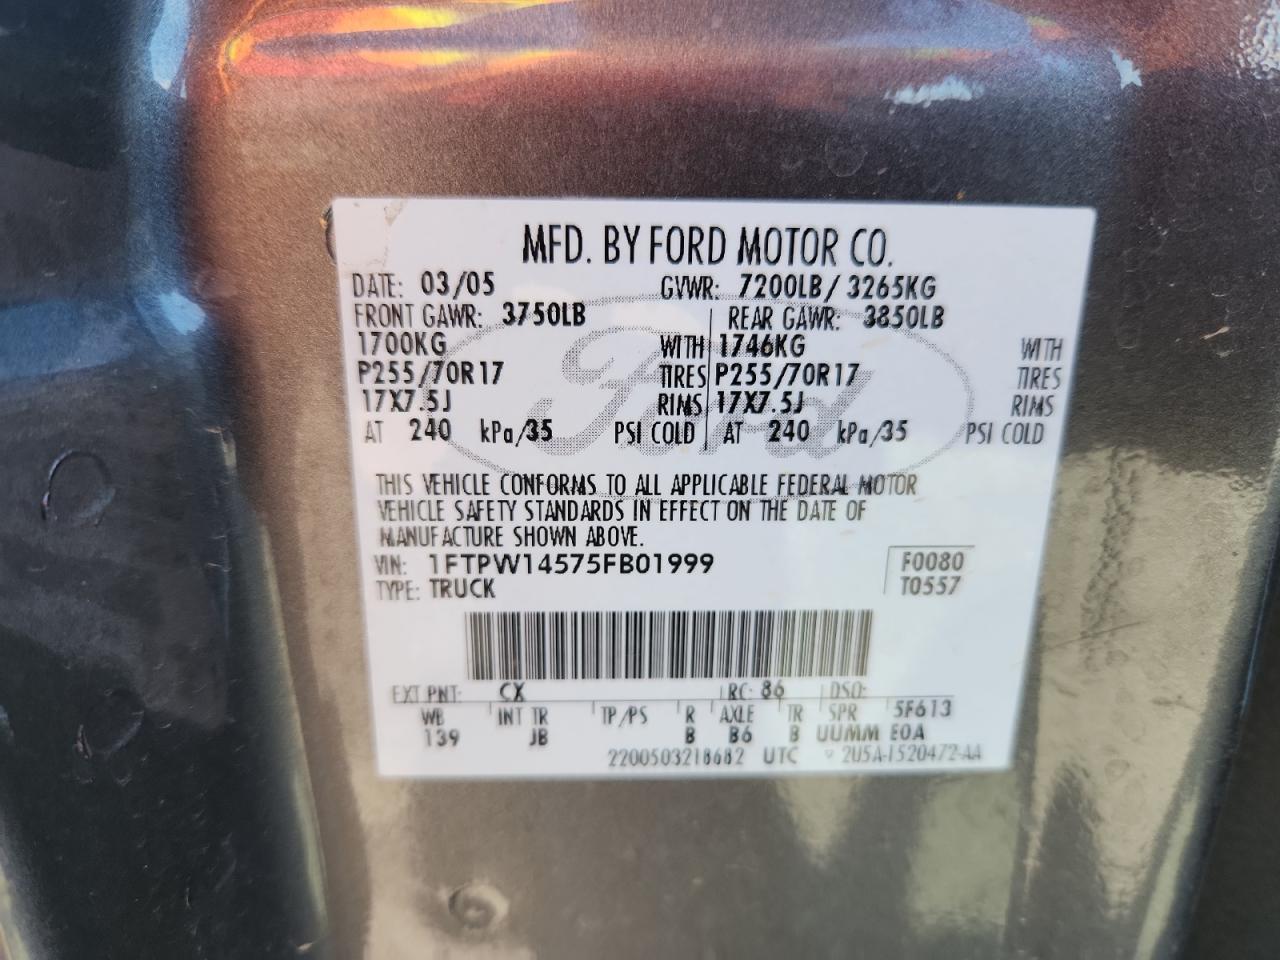 MFD. BY FORD MOTOR CO.
DATE: 03/05 GVWR: 7200LB/ 3265KG
FRONT GAWR: 3750LB REAR GAWR: 3850LB
1700KG WITH 1746KG WITH
P255/70R17 TIRES P255/70R17 TIRES
17X7.5J RIMS 17X7.5J RIMS
AT 240 kPa/35 PSI COLD AT 240 kPa/35 PSI COLD
Ford
THIS VEHICLE CONFORMS TO ALL APPLICABLE FEDERAL MOTOR
VEHICLE SAFETY STANDARDS IN EFFECT ON THE DATE OF
MANUFACTURE SHOWN ABOVE.
VIN: 1FTPW14575FB01999 F0080
TYPE: TRUCK T0557
EXT PNT: CX RC: 86 DSO:
WB INT TR TP/PS R AXLE TR SPR 5F613
139 JB B B6 B UUMM EOA
2200503218682 UTC 2U5A-1520472-AA